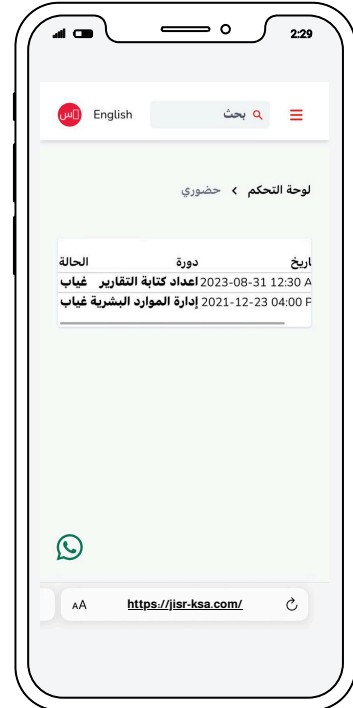 2:29
بحث
English
لوحة التحكم > حضوري
اريخ دورة الحالة
2023-08-31 12:30 A اعداد كتابة التقارير غياب
2021-12-23 04:00 P إدارة الموارد البشرية غياب
AA https://jisr-ksa.com/